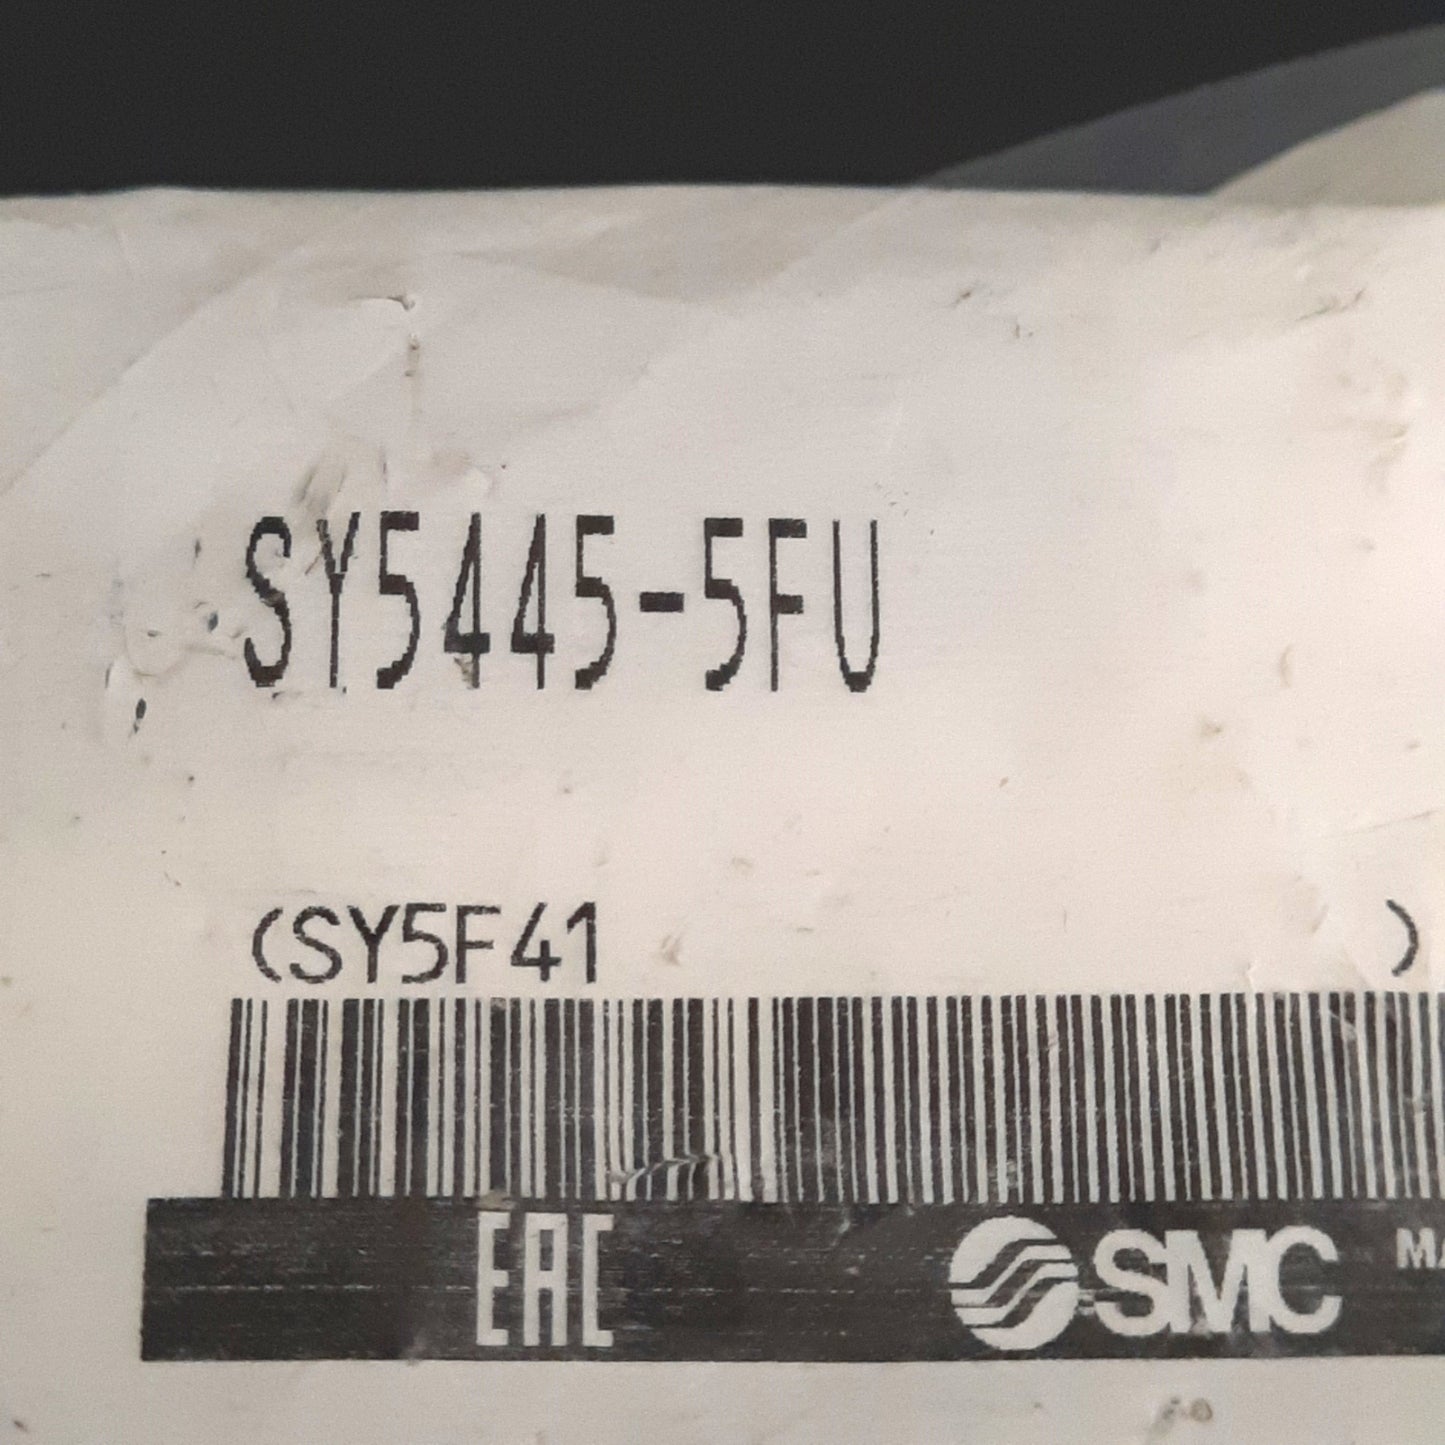 SY5445-5FU
(SY5F41 )
EAC SMC